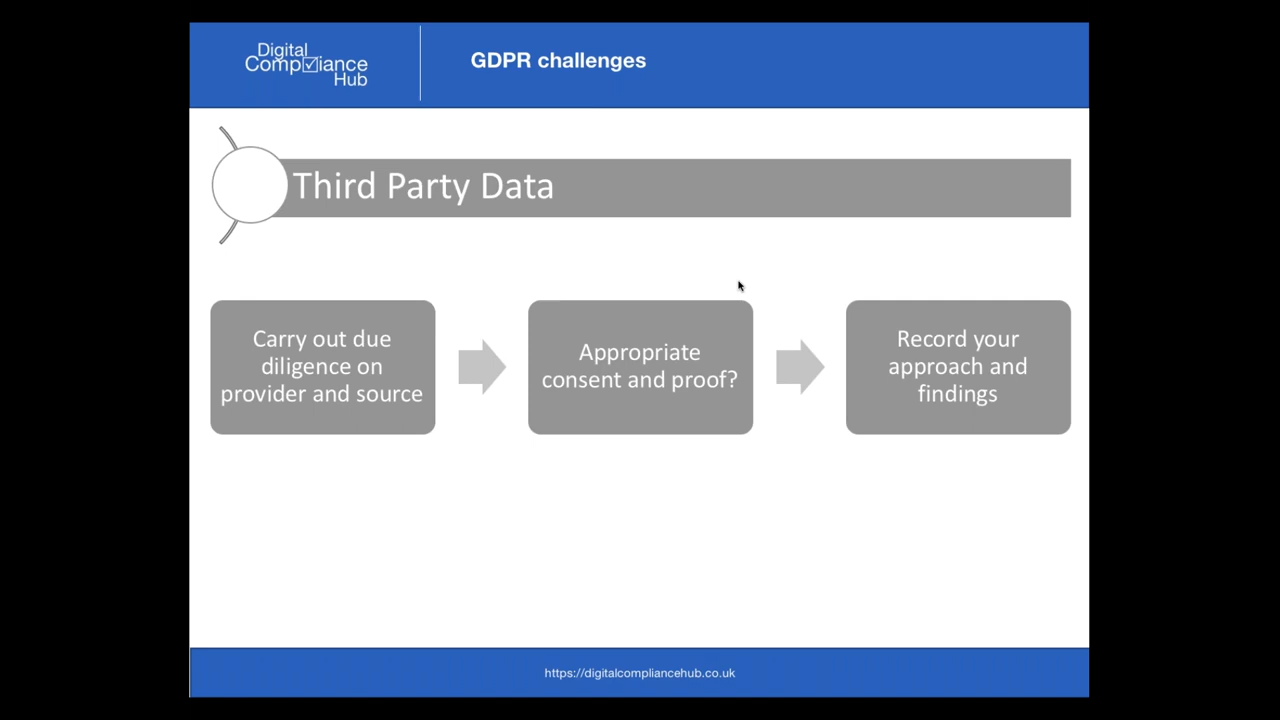 Digital
Compliance
Hub
GDPR challenges
Third Party Data
Carry out due
diligence on
provider and source
Appropriate
consent and proof?
Record your
approach and
findings
https://digitalcompliancehub.co.uk